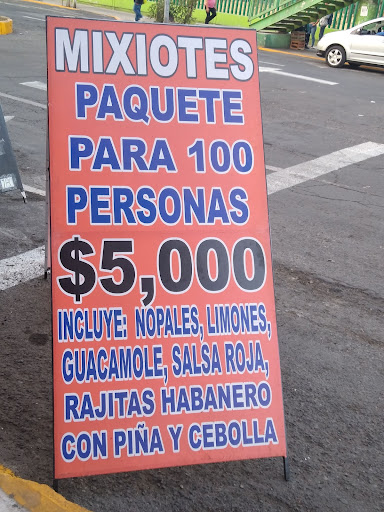 MIXIOTES
PAQUETE
PARA 100
PERSONAS
$5,000
INCLUYE: NOPALES, LIMONES,
GUACAMOLE, SALSA ROJA,
RAJITAS HABANERO
CON PIÑA Y CEBOLLA